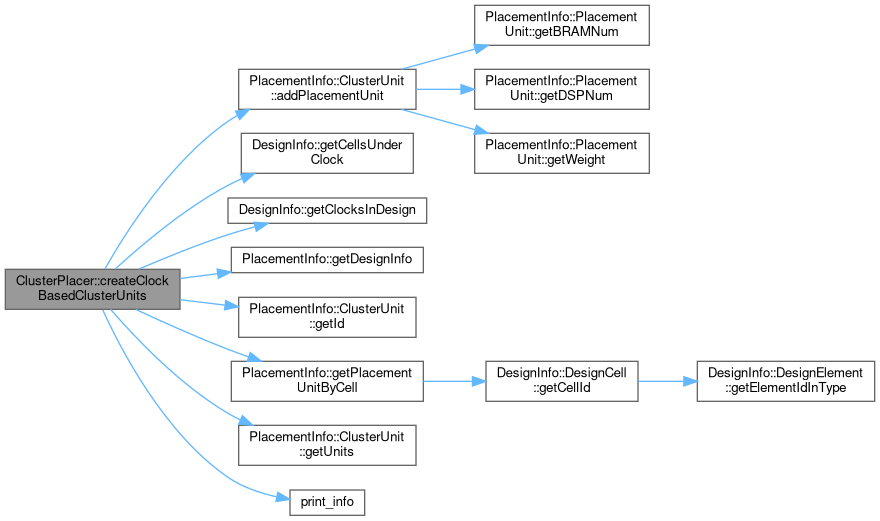 PlacementInfo::Placement
Unit::getBRAMNum
PlacementInfo::ClusterUnit
::addPlacementUnit
PlacementInfo::Placement
Unit::getDSPNum
PlacementInfo::Placement
Unit::getWeight
DesignInfo::getCellsUnder
Clock
DesignInfo::getClocksInDesign
PlacementInfo::getDesignInfo
ClusterPlacer::createClock
BasedClusterUnits
PlacementInfo::ClusterUnit
::getId
PlacementInfo::getPlacement
UnitByCell
DesignInfo::DesignCell
::getCellId
DesignInfo::DesignElement
::getElementIdInType
PlacementInfo::ClusterUnit
::getUnits
print_info